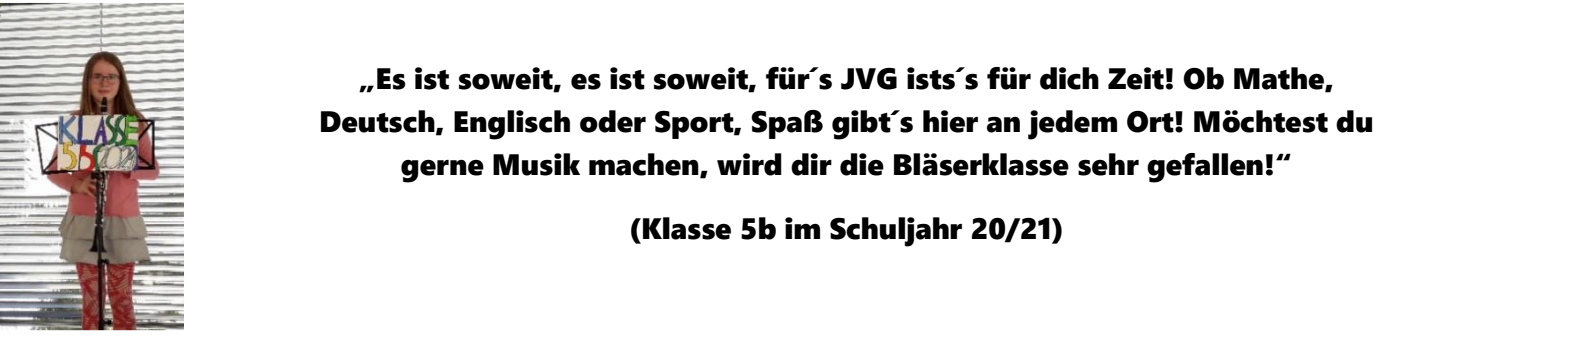 KLASSE
5b
„Es ist soweit, es ist soweit, für´s JVG ists´s für dich Zeit! Ob Mathe,
Deutsch, Englisch oder Sport, Spaß gibt´s hier an jedem Ort! Möchtest du
gerne Musik machen, wird dir die Bläserklasse sehr gefallen!“
(Klasse 5b im Schuljahr 20/21)